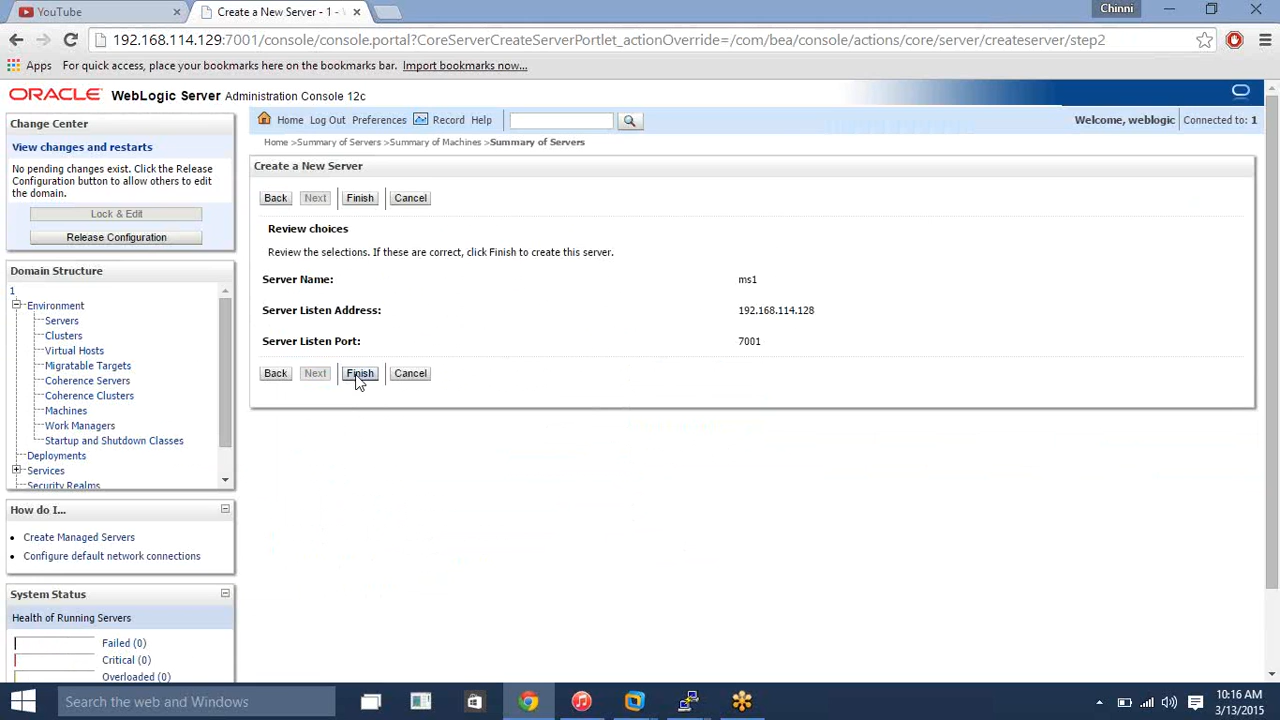 YouTube
Create a New Server - 1 -
Chinni
192.168.114.129:7001/console/console.portal?CoreServerCreateServerPortlet_actionOverride=/com/bea/console/actions/core/server/createserver/step2
Apps For quick access, place your bookmarks here on the bookmarks bar. Import bookmarks now...
ORACLE WebLogic Server Administration Console 12c
Change Center
View changes and restarts
No pending changes exist. Click the Release
Configuration button to allow others to edit
the domain.
Lock & Edit
Release Configuration
Domain Structure
1
Environment
Servers
Clusters
Virtual Hosts
Migratable Targets
Coherence Servers
Coherence Clusters
Machines
Work Managers
Startup and Shutdown Classes
Deployments
Services
Security Realms
How do I...
Create Managed Servers
Configure default network connections
System Status
Health of Running Servers
Failed (0)
Critical (0)
Overloaded (0)
Home Log Out Preferences Record Help
Welcome, weblogic Connected to: 1
Home >Summary of Servers >Summary of Machines >Summary of Servers
Create a New Server
Back Next Finish Cancel
Review choices
Review the selections. If these are correct, click Finish to create this server.
Server Name: ms1
Server Listen Address: 192.168.114.128
Server Listen Port: 7001
Back Next Finish Cancel
Search the web and Windows
10:16 AM
3/13/2015